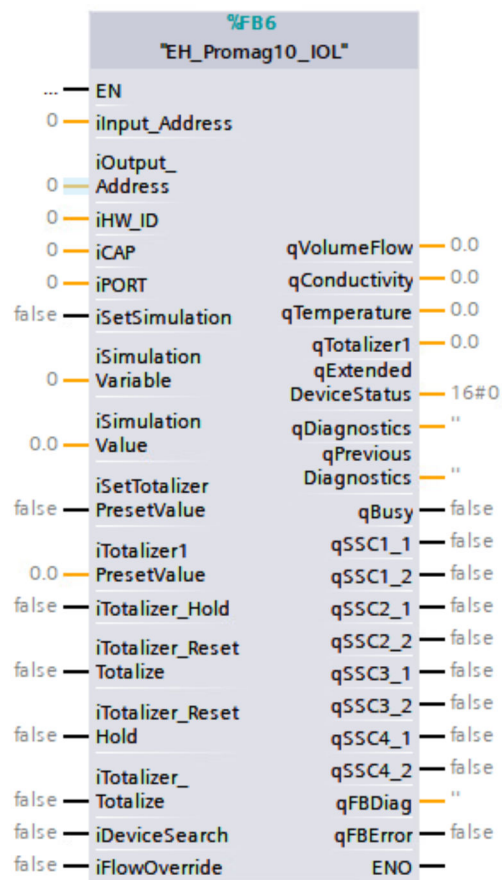 %FB6
"EH_Promag10_IOL"
... EN
0 iInput_Address
iOutput_
0 Address
0 iHW_ID
0 iCAP
0 iPORT
false iSetSimulation
iSimulation
0 Variable
iSimulation
0.0 Value
iSetTotalizer
false PresetValue
iTotalizer1
0.0 PresetValue
false iTotalizer_Hold
iTotalizer_Reset
false Totalize
iTotalizer_Reset
false Hold
iTotalizer_
false Totalize
false iDeviceSearch
false iFlowOverride
qVolumeFlow 0.0
qConductivity 0.0
qTemperature 0.0
qTotalizer1 0.0
qExtended
DeviceStatus 16#0
qDiagnostics ''
qPrevious
Diagnostics ''
qBusy false
qSSC1_1 false
qSSC1_2 false
qSSC2_1 false
qSSC2_2 false
qSSC3_1 false
qSSC3_2 false
qSSC4_1 false
qSSC4_2 false
qFBDiag ''
qFBError false
ENO